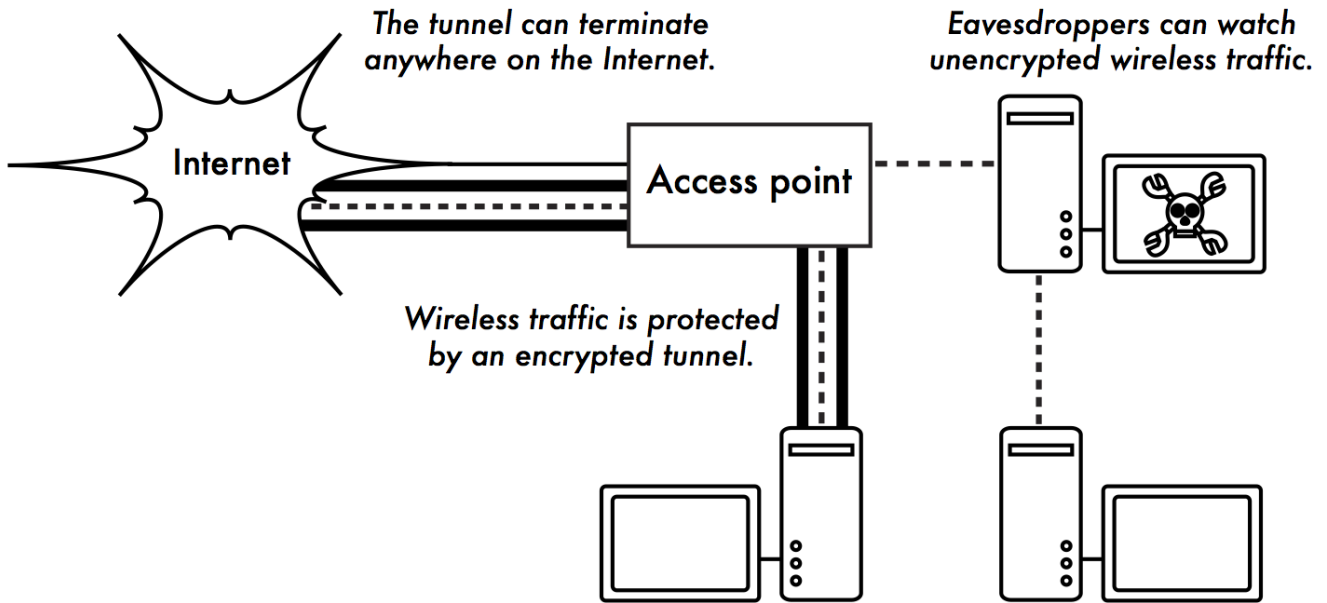 The tunnel can terminate
anywhere on the Internet.
Eavesdroppers can watch
unencrypted wireless traffic.
Internet
Access point
Wireless traffic is protected
by an encrypted tunnel.